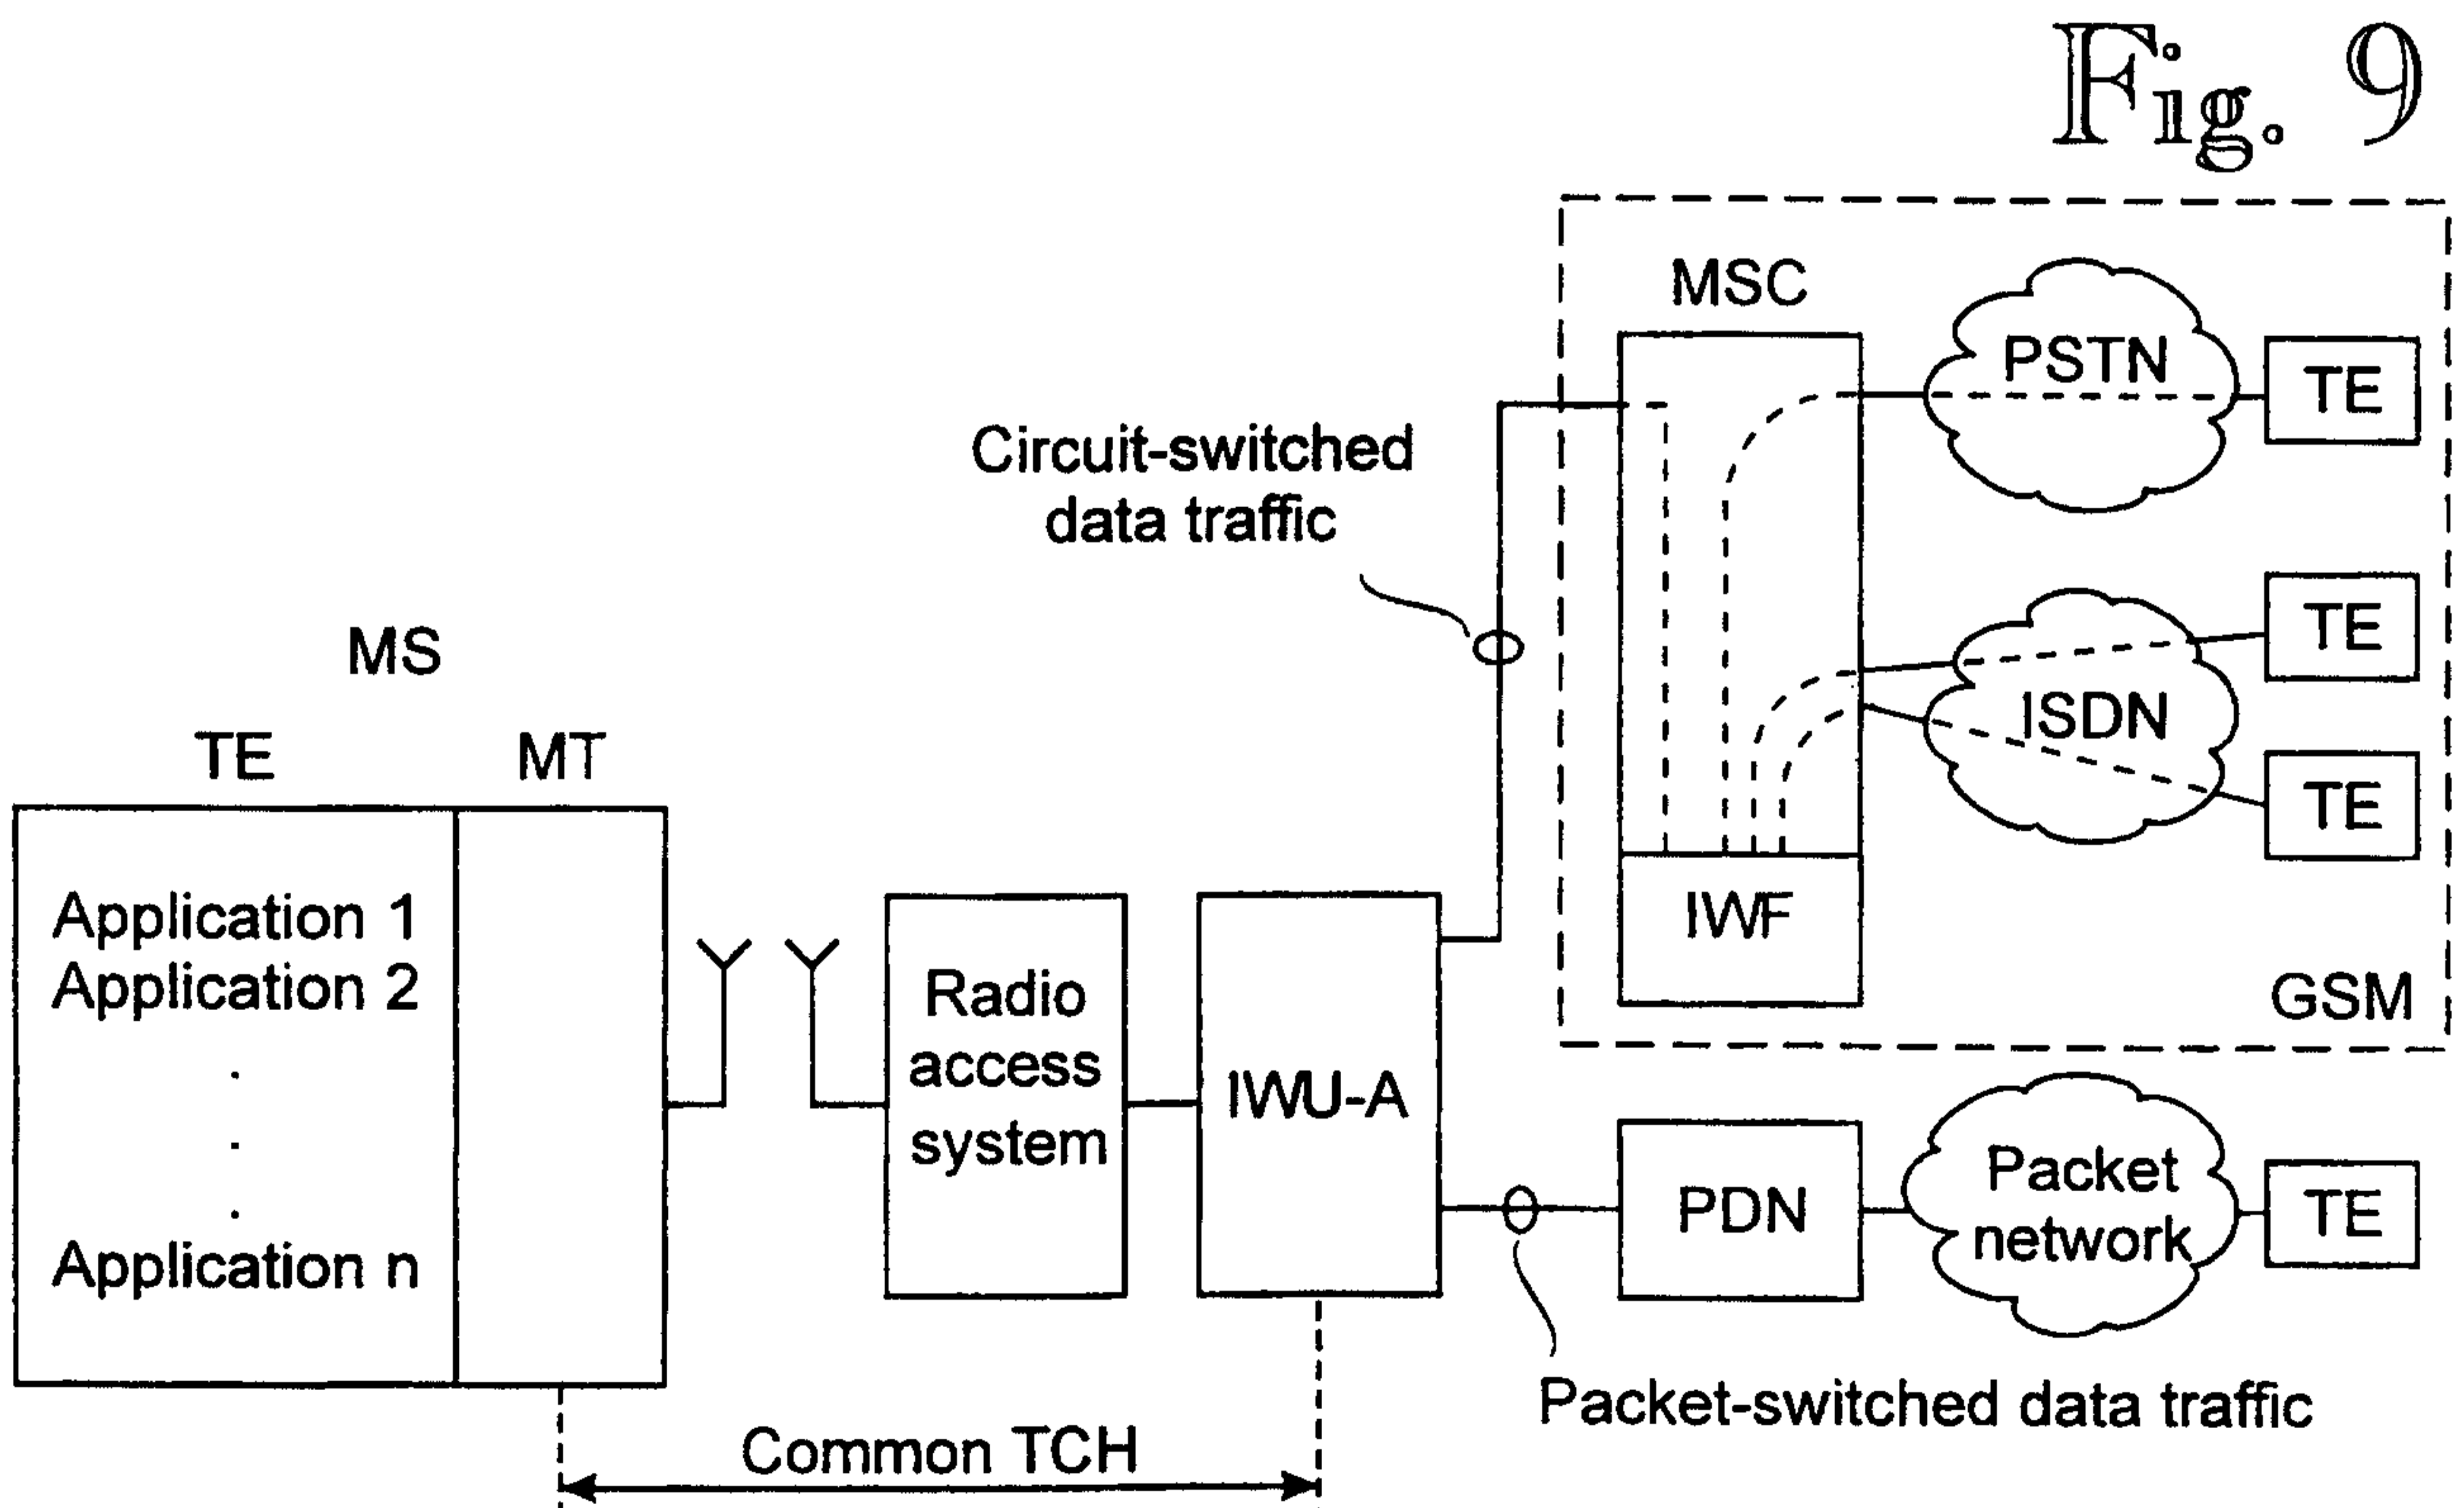 Fig. 9
MSC
PSTN
TE
Circuit-switched
data traffic
TE
MS
ISDN
TE MT
TE
Application 1
Application 2
.
.
.
Application n
Radio
access
system
IWU-A
IWF
GSM
PDN
Packet
network
TE
Packet-switched data traffic
Common TCH